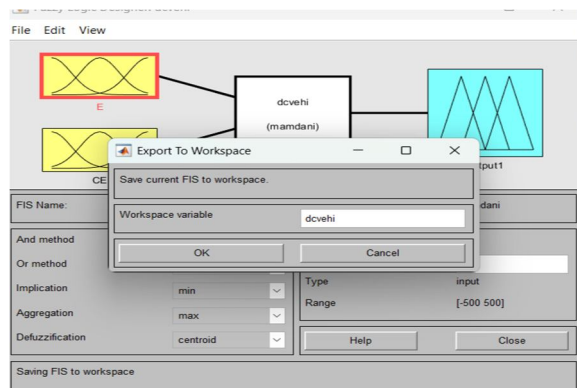 File Edit View
E
dcvehi
(mamdani)
CE
tput1
Export To Workspace
Save current FIS to workspace.
Workspace variable
dcvehi
OK
Cancel
FIS Name:
dani
And method
Or method
Implication
min
Aggregation
max
Defuzzification
centroid
Type
input
Range
[-500 500]
Help
Close
Saving FIS to workspace